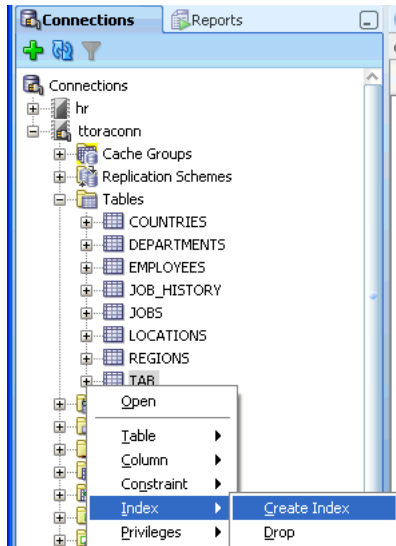 Connections Reports
Connections
hr
ttoraconn
Cache Groups
Replication Schemes
Tables
COUNTRIES
DEPARTMENTS
EMPLOYEES
JOB_HISTORY
JOBS
LOCATIONS
REGIONS
TAB
Open
Table
Column
Constraint
Index Create Index
Privileges Drop